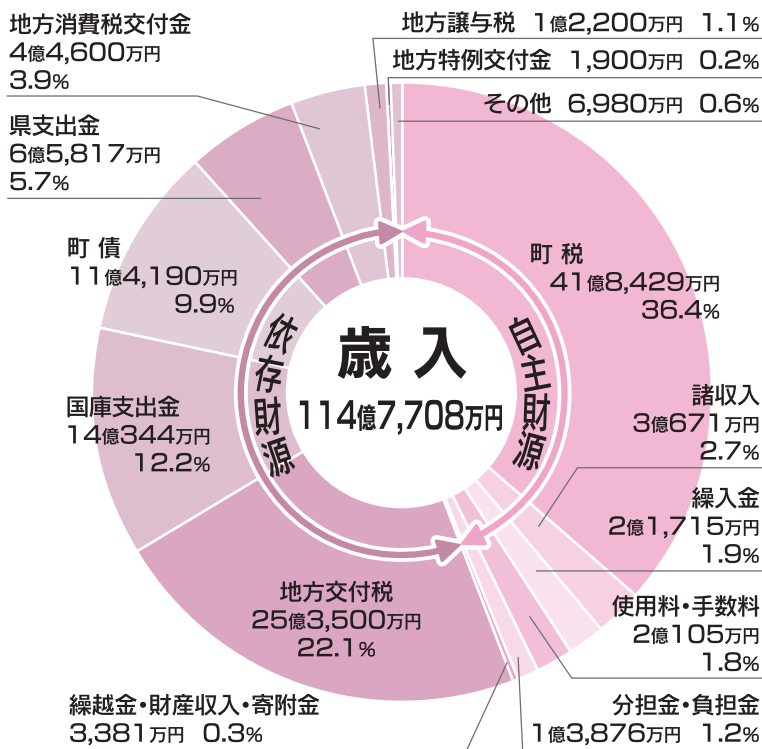 地方消費税交付金
4億4,600万円
3.9%
県支出金
6億5,817万円
5.7%
町 債
11億4,190万円
9.9%
国庫支出金
14億344万円
12.2%
地方交付税
25億3,500万円
22.1%
繰越金・財産収入・寄附金
3,381万円 0.3%
地方譲与税 1億2,200万円 1.1%
地方特例交付金 1,900万円 0.2%
その他 6,980万円 0.6%
町 税
41億8,429万円
36.4%
諸収入
3億671万円
2.7%
繰入金
2億1,715万円
1.9%
使用料・手数料
2億105万円
1.8%
分担金・負担金
1億3,876万円 1.2%
依存財源
歳 入
114億7,708万円
自主財源